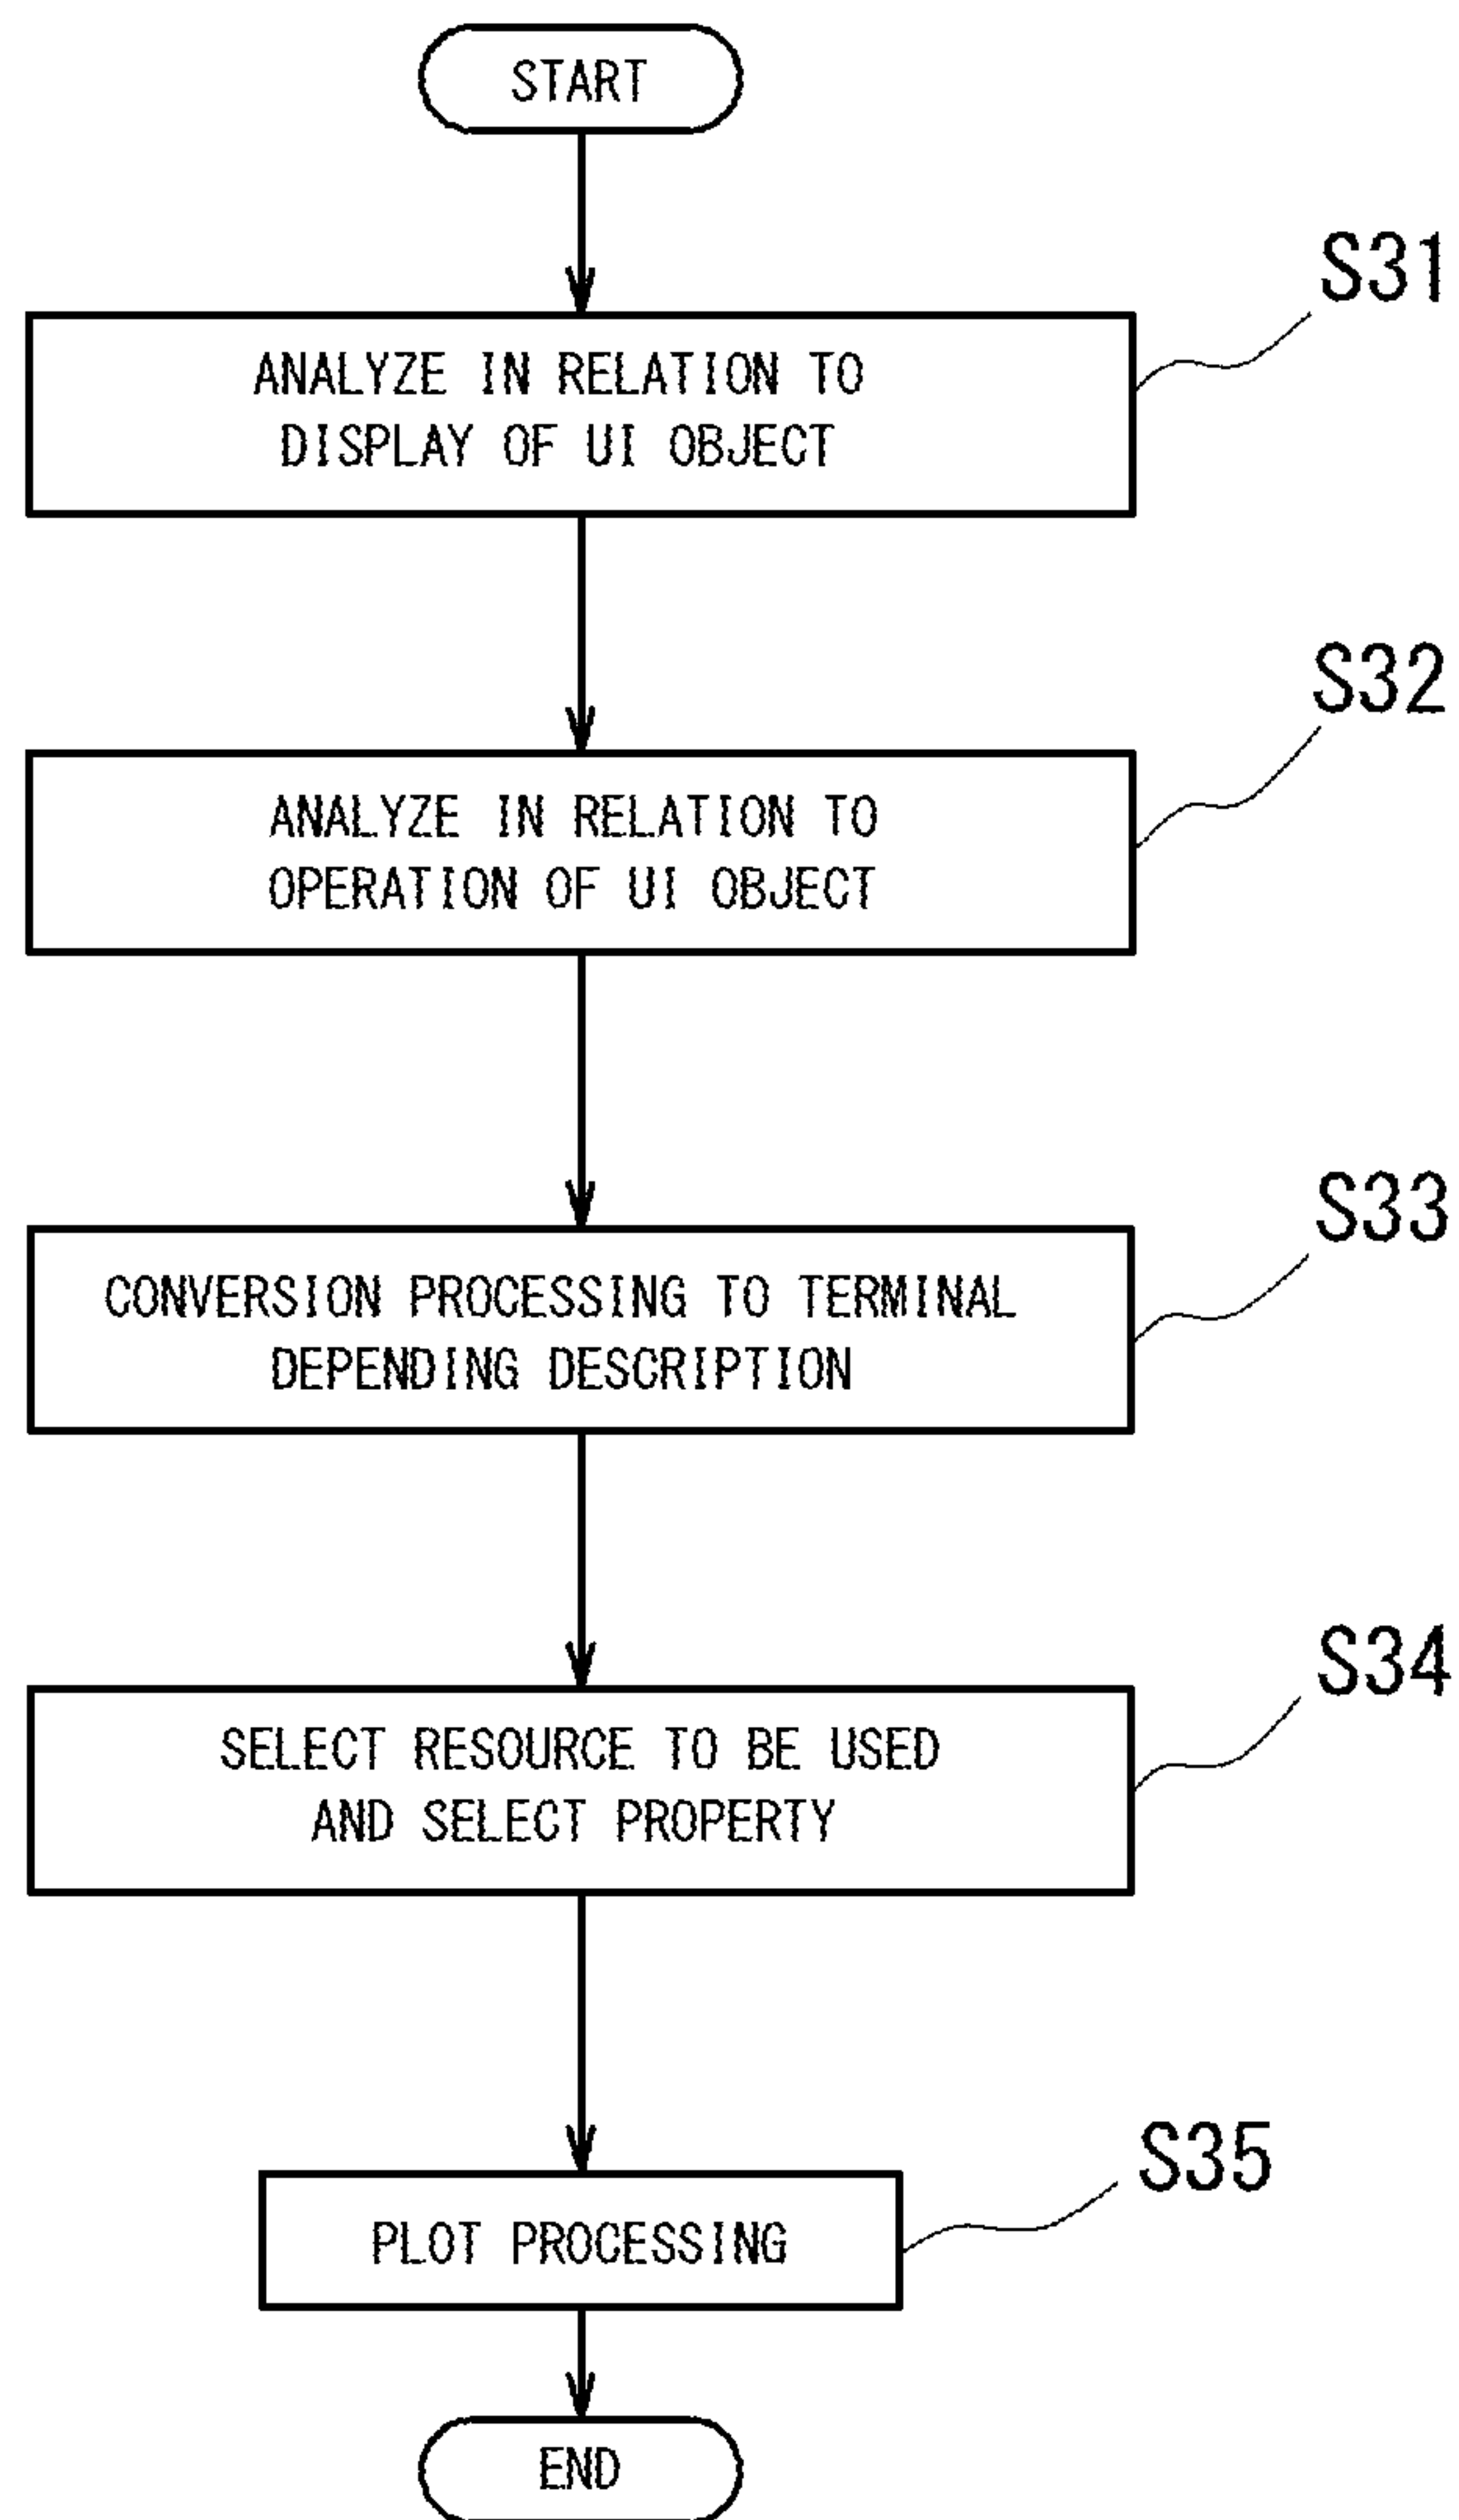 START
S31
ANALYZE IN RELATION TO
DISPLAY OF UI OBJECT
S32
ANALYZE IN RELATION TO
OPERATION OF UI OBJECT
S33
CONVERSION PROCESSING TO TERMINAL
DEPENDING DESCRIPTION
S34
SELECT RESOURCE TO BE USED
AND SELECT PROPERTY
S35
PLOT PROCESSING
END